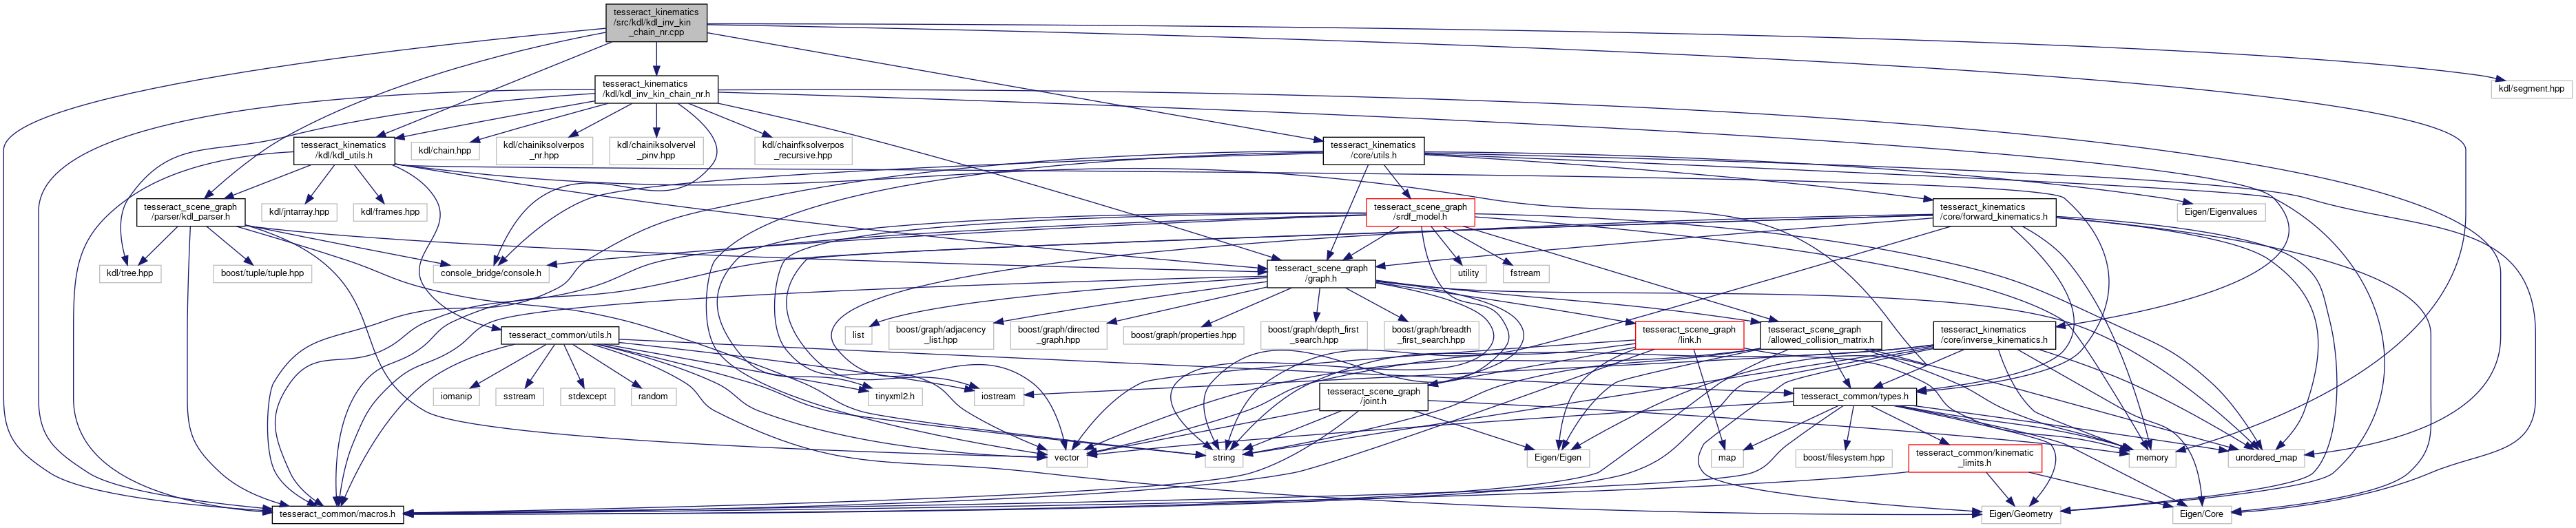 tesseract_kinematics
/src/kdl/kdl_inv_kin
_chain_nr.cpp
tesseract_kinematics
/kdl/kdl_inv_kin_chain_nr.h
kdl/segment.hpp
tesseract_kinematics
/kdl/kdl_utils.h
kdl/chain.hpp
kdl/chainiksolverpos
_nr.hpp
kdl/chainiksolvervel
_pinv.hpp
kdl/chainfksolverpos
_recursive.hpp
tesseract_kinematics
/core/utils.h
tesseract_scene_graph
/parser/kdl_parser.h
kdl/jntarray.hpp
kdl/frames.hpp
tesseract_scene_graph
/srdf_model.h
tesseract_kinematics
/core/forward_kinematics.h
Eigen/Eigenvalues
kdl/tree.hpp
boost/tuple/tuple.hpp
console_bridge/console.h
tesseract_scene_graph
/graph.h
utility
fstream
tesseract_common/utils.h
list
boost/graph/adjacency
_list.hpp
boost/graph/directed
_graph.hpp
boost/graph/properties.hpp
boost/graph/depth_first
_search.hpp
boost/graph/breadth
_first_search.hpp
tesseract_scene_graph
/link.h
tesseract_scene_graph
/allowed_collision_matrix.h
tesseract_kinematics
/core/inverse_kinematics.h
iomanip
sstream
stdexcept
random
tinyxml2.h
iostream
tesseract_scene_graph
/joint.h
tesseract_common/types.h
vector
string
Eigen/Eigen
map
boost/filesystem.hpp
tesseract_common/kinematic
_limits.h
memory
unordered_map
tesseract_common/macros.h
Eigen/Geometry
Eigen/Core